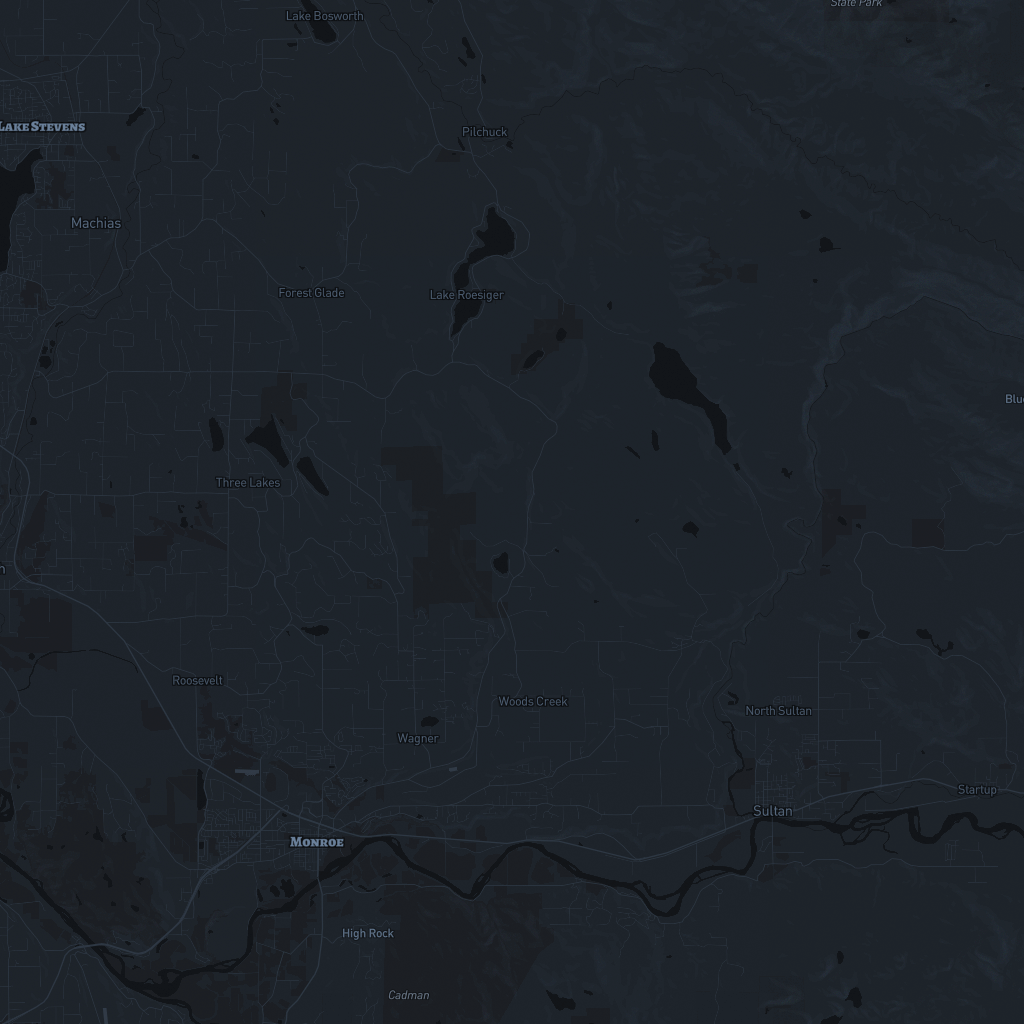 State Park
Lake Bosworth
Lake Stevens
Pilchuck
Machias
Forest Glade
Lake Roesiger
Blu
Three Lakes
h
Roosevelt
Woods Creek
North Sultan
Wagner
Startup
Sultan
Monroe
High Rock
Cadman